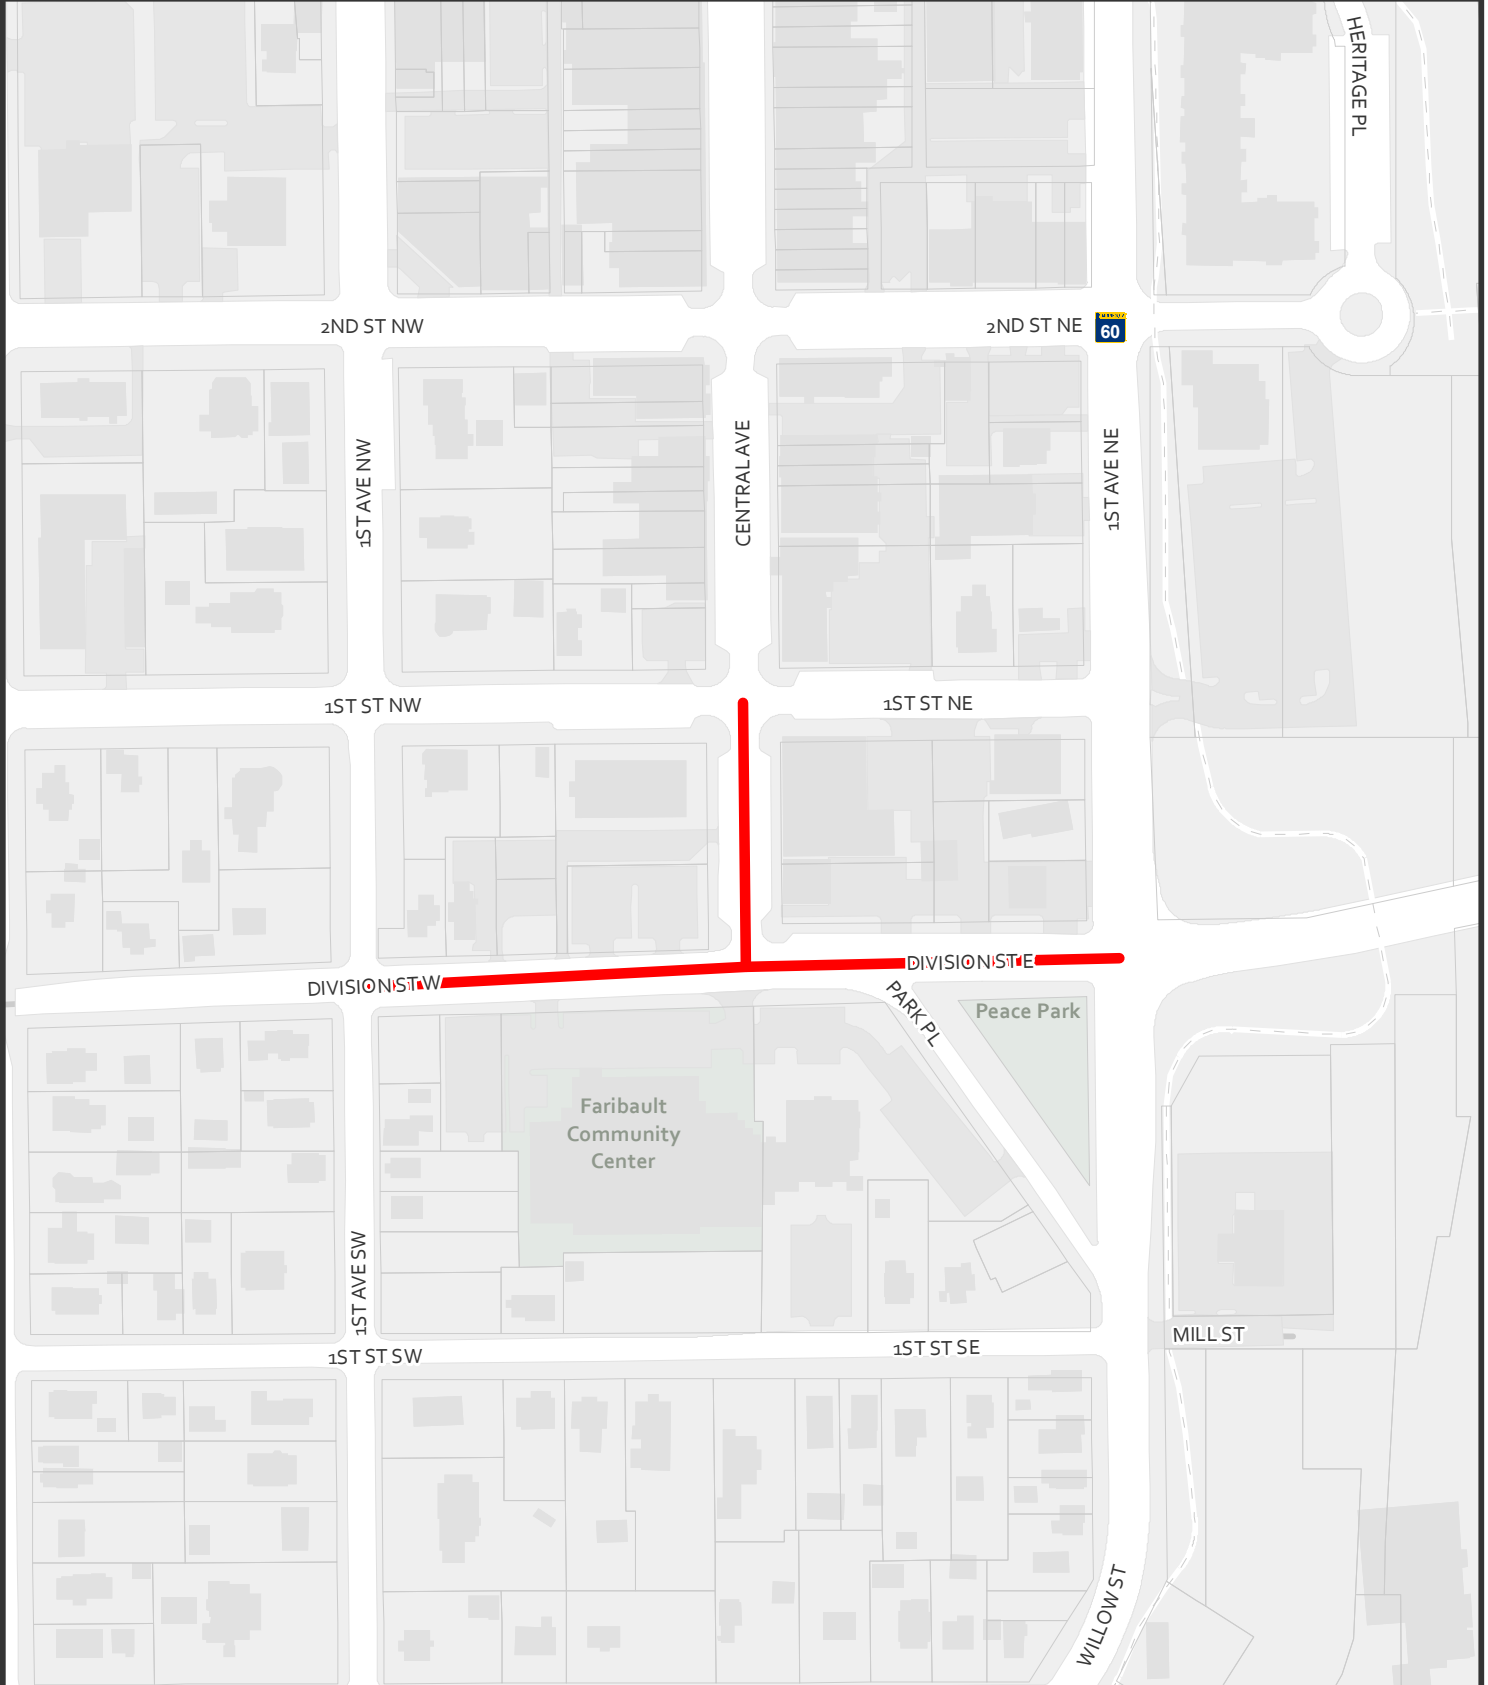 HERITAGE PL
2ND ST NW
2ND ST NE
60
1ST AVE NW
CENTRAL AVE
1ST AVE NE
1ST ST NW
1ST ST NE
DIVISION ST W
DIVISION ST E
PARK PL
Peace Park
Faribault
Community
Center
1ST AVE SW
MILL ST
1ST ST SW
1ST ST SE
WILLOW ST